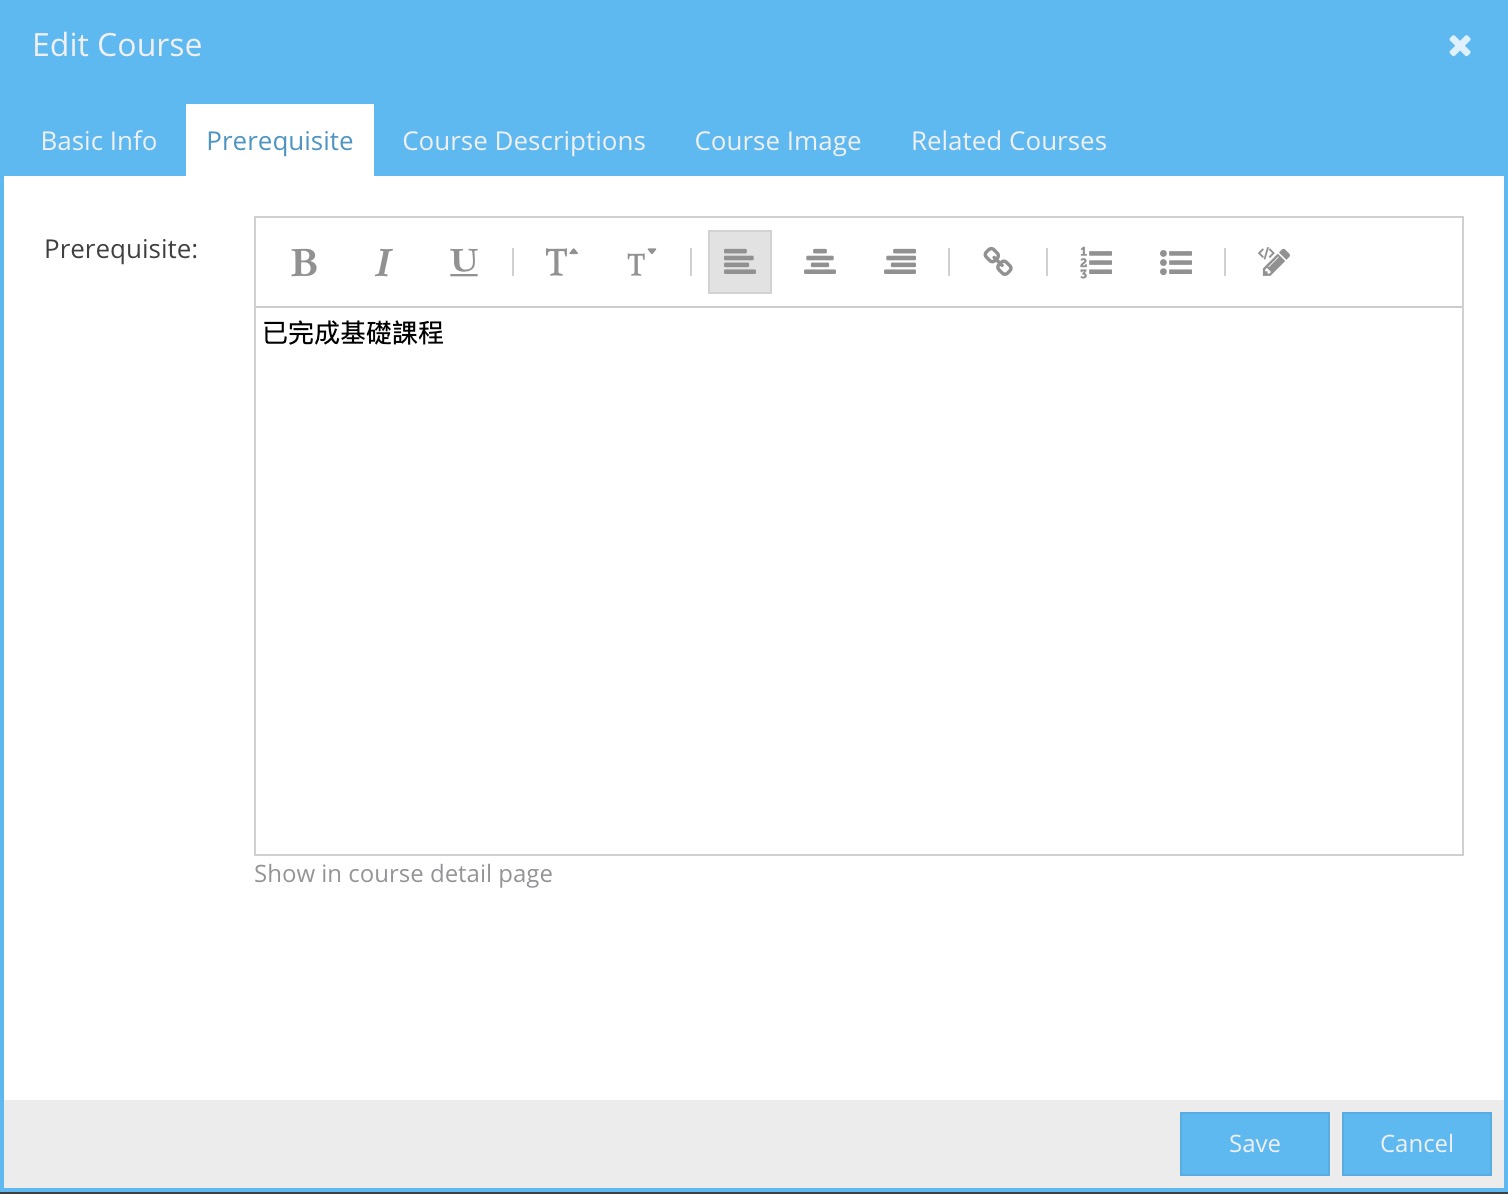 Edit Course
Basic Info Prerequisite Course Descriptions Course Image Related Courses
Prerequisite:
已完成基礎課程
Show in course detail page
Save Cancel